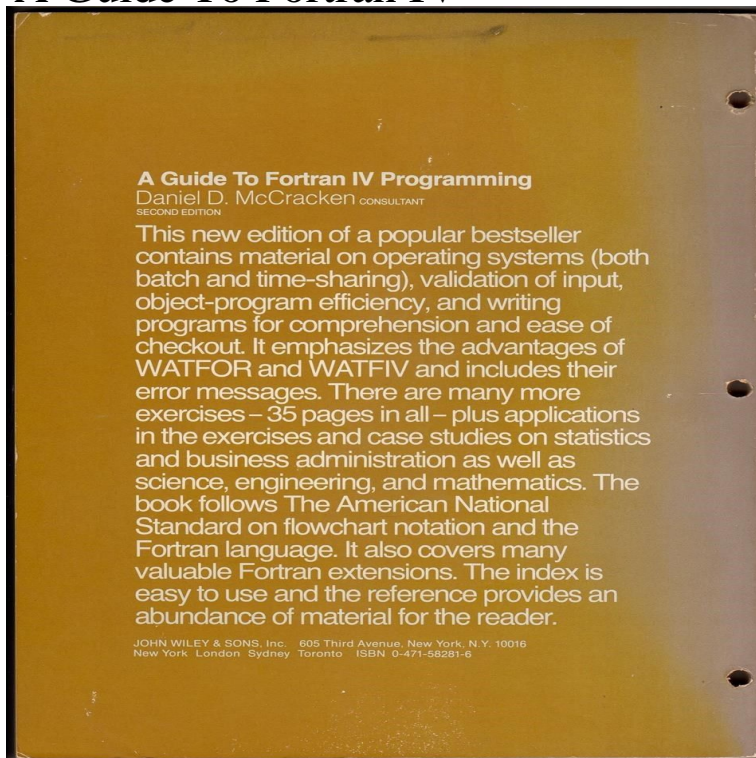 A Guide To Fortran IV
A Guide To Fortran IV Programming
Daniel D. McCracken CONSULTANT
SECOND EDITION
This new edition of a popular bestseller
contains material on operating systems (both
batch and time-sharing), validation of input,
object-program efficiency, and writing
programs for comprehension and ease of
checkout. It emphasizes the advantages of
WATFOR and WATFIV and includes their
error messages. There are many more
exercises – 35 pages in all – plus applications
in the exercises and case studies on statistics
and business administration as well as
science, engineering, and mathematics. The
book follows The American National
Standard on flowchart notation and the
Fortran language. It also covers many
valuable Fortran extensions. The index is
easy to use and the reference provides an
abundance of material for the reader.
JOHN WILEY & SONS, Inc. 605 Third Avenue, New York, N.Y. 10016
New York London Sydney Toronto ISBN 0-471-58281-6